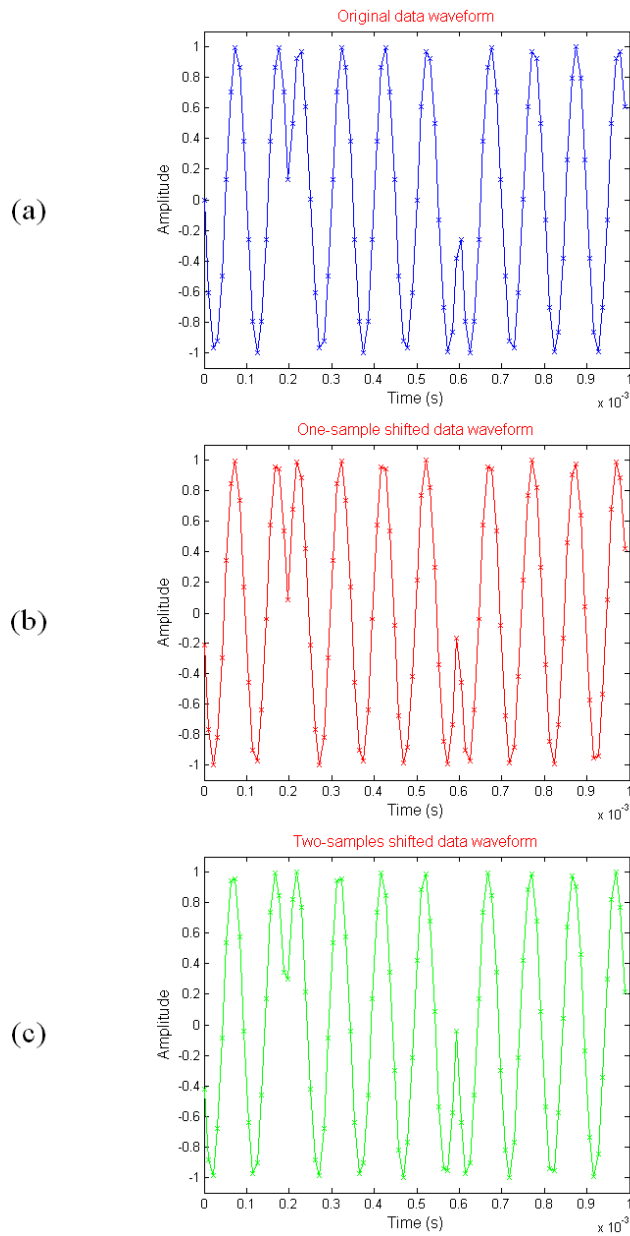 Original data waveform
1
0.8
0.6
0.4
0.2
0
-0.2
0.4
-0.6
-0.8
-1
Amplitude
(a)
0 0.1 0.2 0.3 0.4 0.5 0.6 0.7 0.8 0.9 1
Time (s)
x 10⁻³
One-sample shifted data waveform
1
0.8
0.6
0.4
0.2
0
-0.2
0.4
-0.6
-0.8
-1
Amplitude
(b)
0 0.1 0.2 0.3 0.4 0.5 0.6 0.7 0.8 0.9 1
Time (s)
x 10⁻³
Two-samples shifted data waveform
1
0.8
0.6
0.4
0.2
0
-0.2
0.4
-0.6
-0.8
-1
Amplitude
(c)
0 0.1 0.2 0.3 0.4 0.5 0.6 0.7 0.8 0.9 1
Time (s)
x 10⁻³